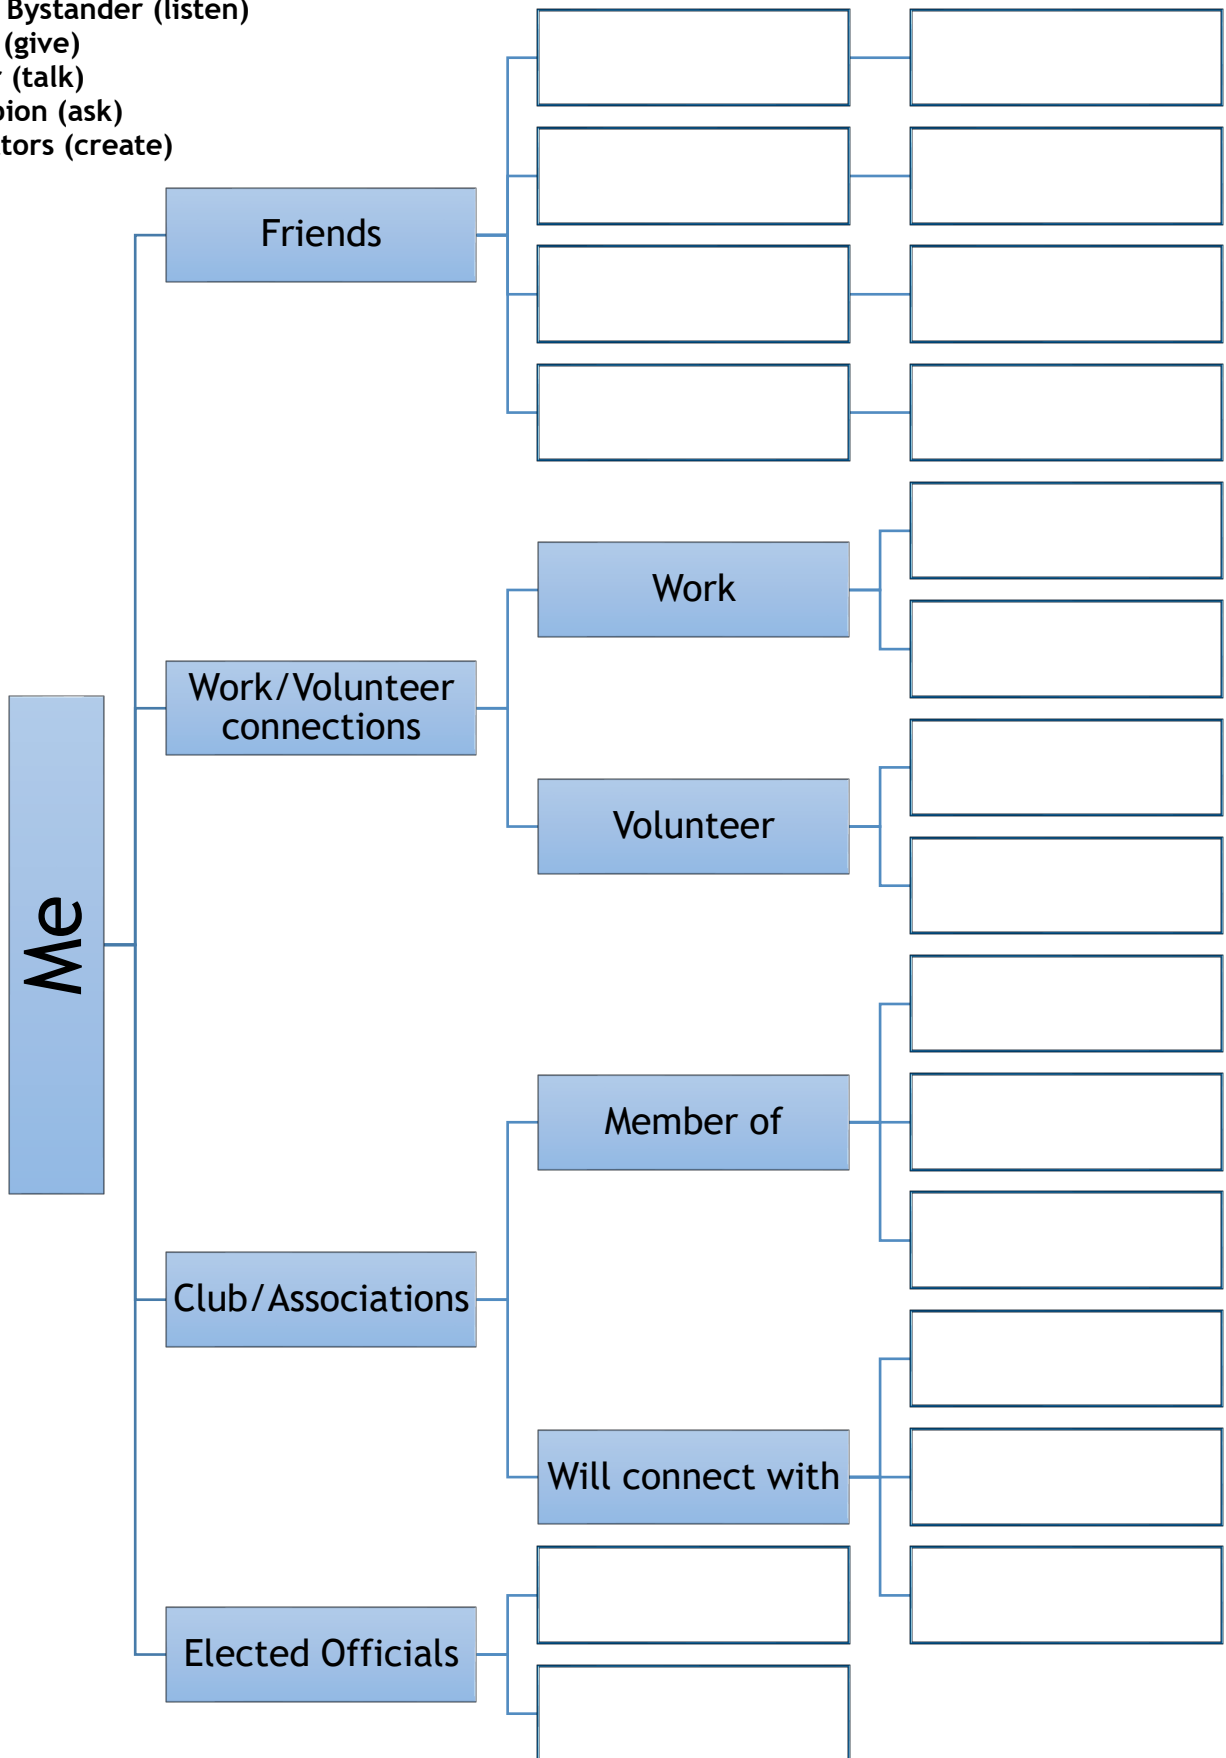 Bystander (listen)
(give)
(talk)
(ask)
(create)
Friends
Work
Work/Volunteer
connections
Volunteer
Me
Member of
Club/Associations
Will connect with
Elected Officials